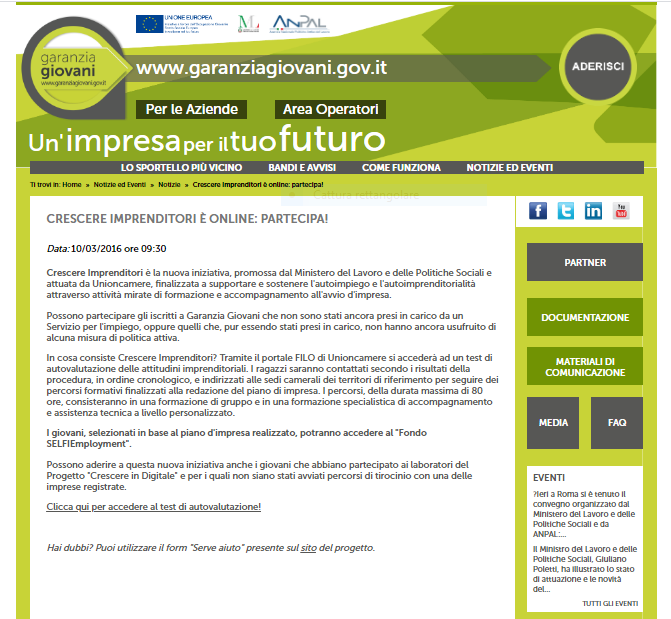 UNIONE EUROPEA
ANPAL
garanzia
giovani
www.garanziagiovani.gov.it
www.garanziagiovani.gov.it
ADERISCI
Per le Aziende
Area Operatori
Un'impresa per il tuo futuro
LO SPORTELLO PIÙ VICINO
BANDI E AVVISI
COME FUNZIONA
NOTIZIE ED EVENTI
Ti trovi in: Home » Notizie ed Eventi » Notizie » Crescere Imprenditori è online: partecipa!
Cattura rettangolare
CRESCERE IMPRENDITORI È ONLINE: PARTECIPA!
Data: 10/03/2016 ore 09:30
Crescere Imprenditori è la nuova iniziativa, promossa dal Ministero del Lavoro e delle Politiche Sociali e
attuata da Unioncamere, finalizzata a supportare e sostenere l'autoimpiego e l'autoimprenditorialità
attraverso attività mirate di formazione e accompagnamento all'avvio d'impresa.
Possono partecipare gli iscritti a Garanzia Giovani che non sono stati ancora presi in carico da un
Servizio per l'impiego, oppure quelli che, pur essendo stati presi in carico, non hanno ancora usufruito di
alcuna misura di politica attiva.
In cosa consiste Crescere Imprenditori? Tramite il portale FILO di Unioncamere si accederà ad un test di
autovalutazione delle attitudini imprenditoriali. I ragazzi saranno contattati secondo i risultati della
procedura, in ordine cronologico, e indirizzati alle sedi camerali dei territori di riferimento per seguire dei
percorsi formativi finalizzati alla redazione del piano di impresa. I percorsi, della durata massima di 80
ore, consisteranno in una formazione di gruppo e in una formazione specialistica di accompagnamento
e assistenza tecnica a livello personalizzato.
I giovani, selezionati in base al piano d'impresa realizzato, potranno accedere al "Fondo
SELFIEmployment".
Possono aderire a questa nuova iniziativa anche i giovani che abbiano partecipato ai laboratori del
Progetto "Crescere in Digitale" e per i quali non siano stati avviati percorsi di tirocinio con una delle
imprese registrate.
Clicca qui per accedere al test di autovalutazione!
Hai dubbi? Puoi utilizzare il form "Serve aiuto" presente sul sito del progetto.
You
Tube
PARTNER
DOCUMENTAZIONE
MATERIALI DI
COMUNICAZIONE
MEDIA
FAQ
EVENTI
?Ieri a Roma si è tenuto il
convegno organizzato dal
Ministero del Lavoro e delle
Politiche Sociali e da
ANPAL:...
Il Ministro del Lavoro e delle
Politiche Sociali, Giuliano
Poletti, ha illustrato lo stato
di attuazione e le novità
del...
TUTTI GLI EVENTI